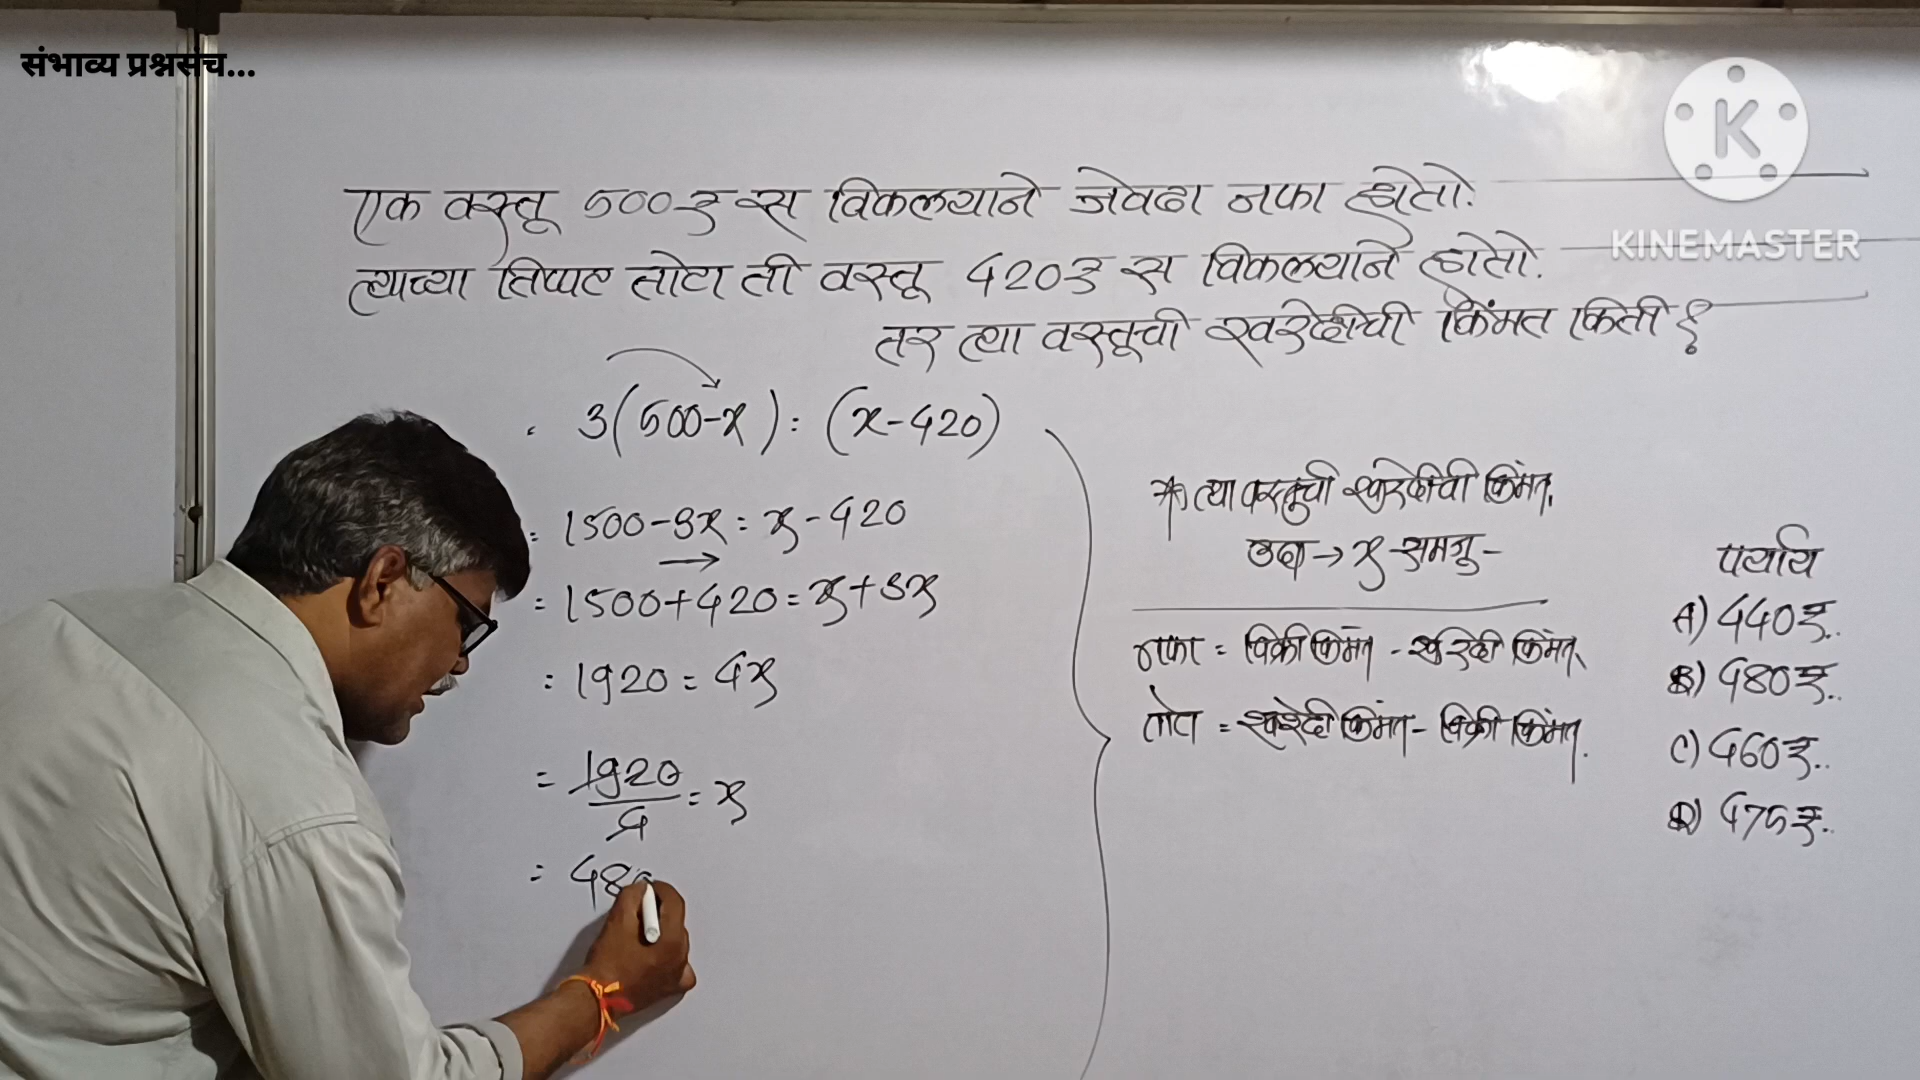 संभाव्य प्रश्नसंच...
KINEMASTER
एक वस्तू 500 रु स विकल्याने जेवढा नफा होतो.
त्याच्या तिप्पट तोटा ती वस्तू 420 रु स विकल्याने होतो.
तर त्या वस्तूची खरेदीची किंमत किती ?
3(500-x) = (x-420)
= 1500-3x = x-420
= 1500+420 = x+3x
= 1920 = 4x
= 1920/4 = x
= 480
त्या वस्तुची खरेदीची किंमत.
→ x समजु-
नफा = विक्री किंमत - खरेदी किंमत.
तोटा = खरेदी किंमत - विक्री किंमत.
पर्याय
A) 440 रु..
B) 480 रु..
C) 460 रु..
D) 475 रु..